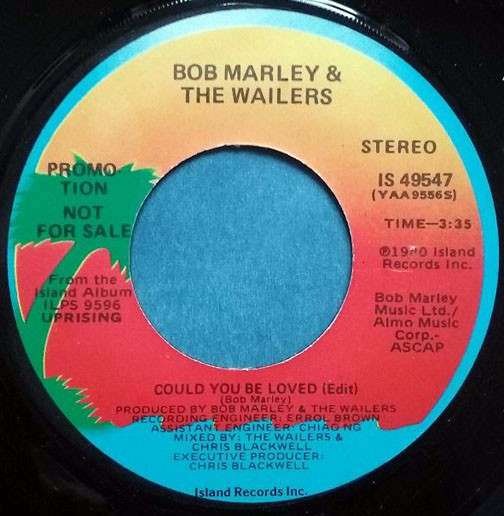 BOB MARLEY &
THE WAILERS
STEREO
IS 49547
(YAA9556S)
TIME—3:35
℗1980 Island
Records Inc.
Bob Marley
Music Ltd./
Almo Music
Corp.-
ASCAP
PROMO-
TION
NOT
FOR SALE
From the
Island Album
ILPS 9596
UPRISING
COULD YOU BE LOVED (Edit)
(Bob Marley)
PRODUCED BY BOB MARLEY & THE WAILERS
RECORDING ENGINEER: ERROL BROWN
ASSISTANT ENGINEER: CHIAO NG
MIXED BY: THE WAILERS &
CHRIS BLACKWELL
EXECUTIVE PRODUCER:
CHRIS BLACKWELL
Island Records Inc.